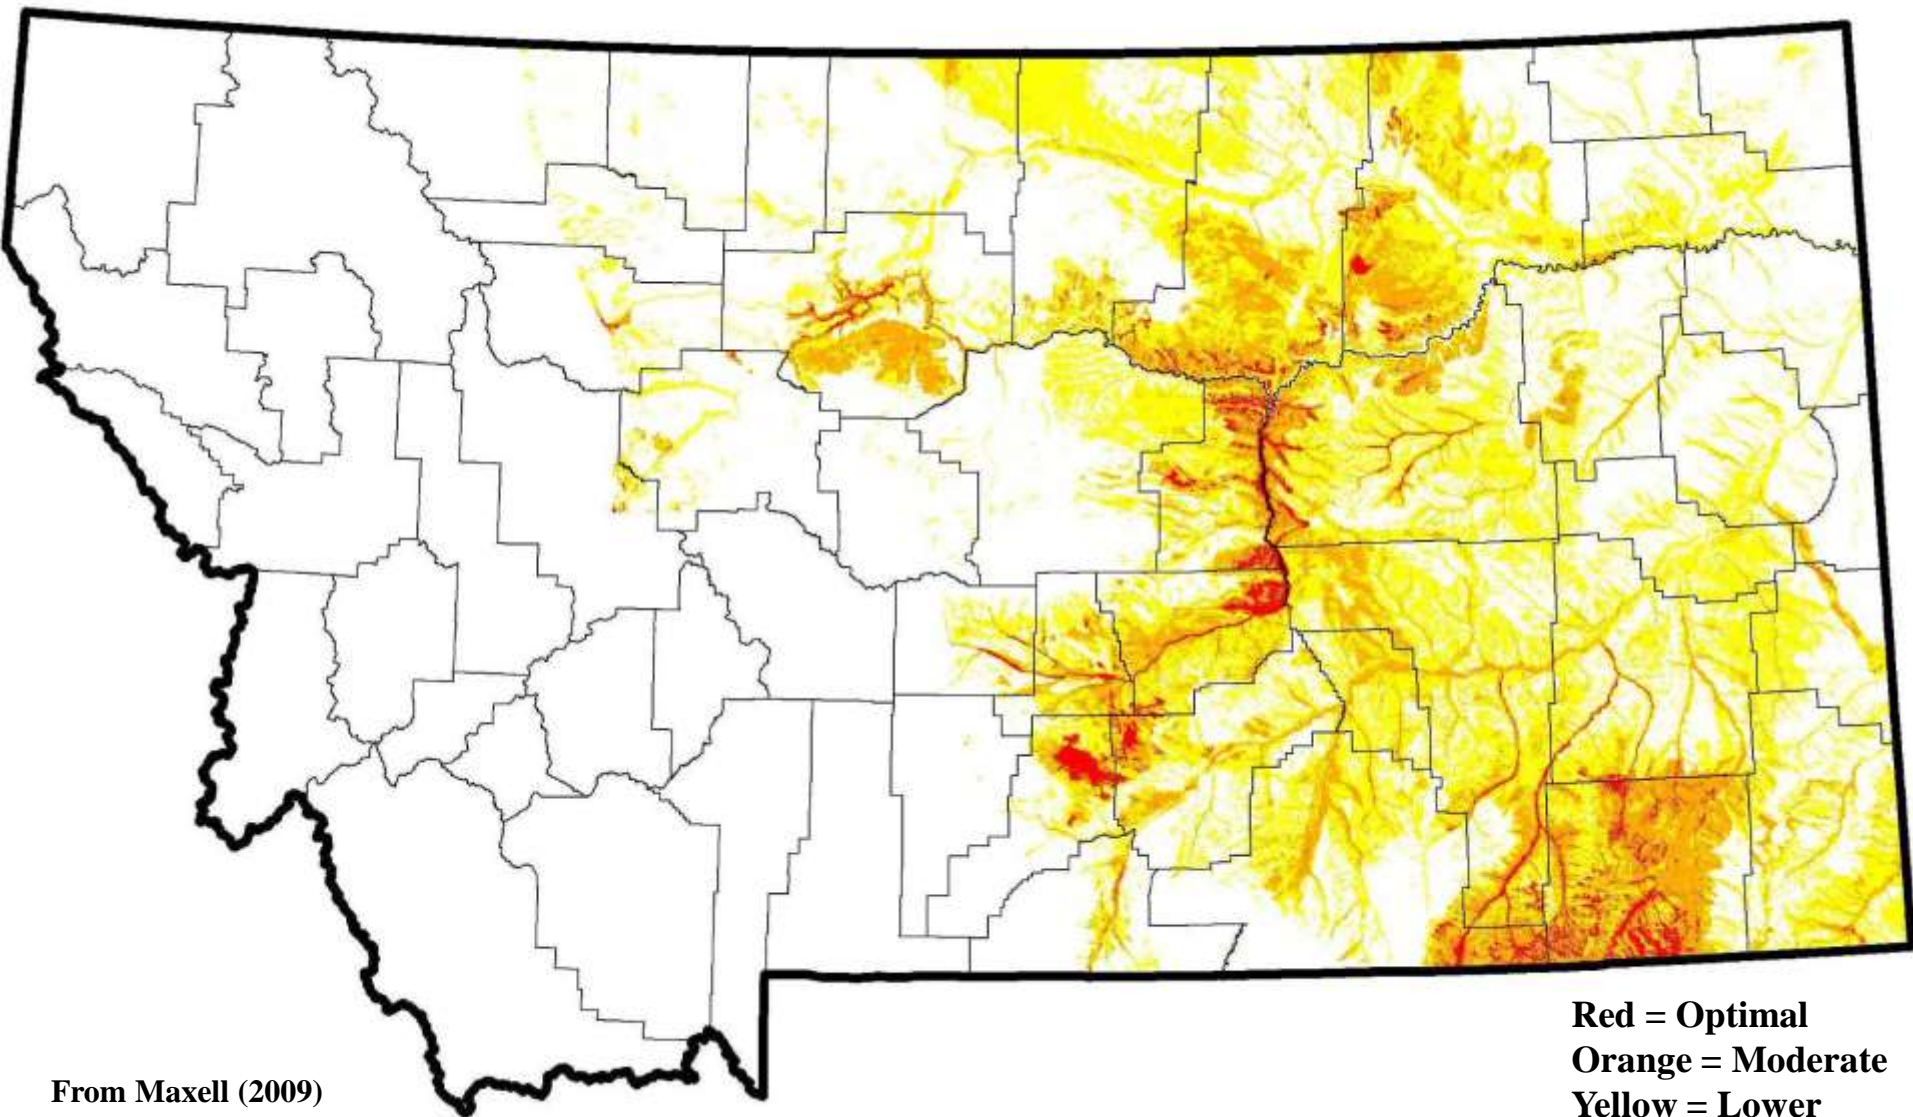 From Maxell (2009)
Red = Optimal
Orange = Moderate
Yellow = Lower